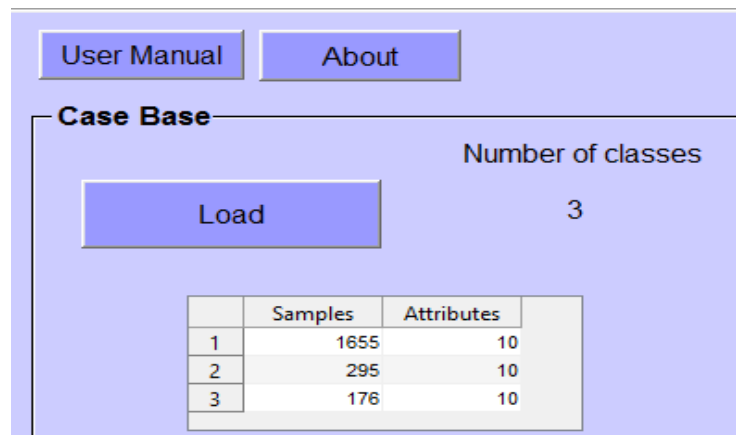 User Manual About
Case Base
Number of classes
Load 3
Samples Attributes
1 1655 10
2 295 10
3 176 10